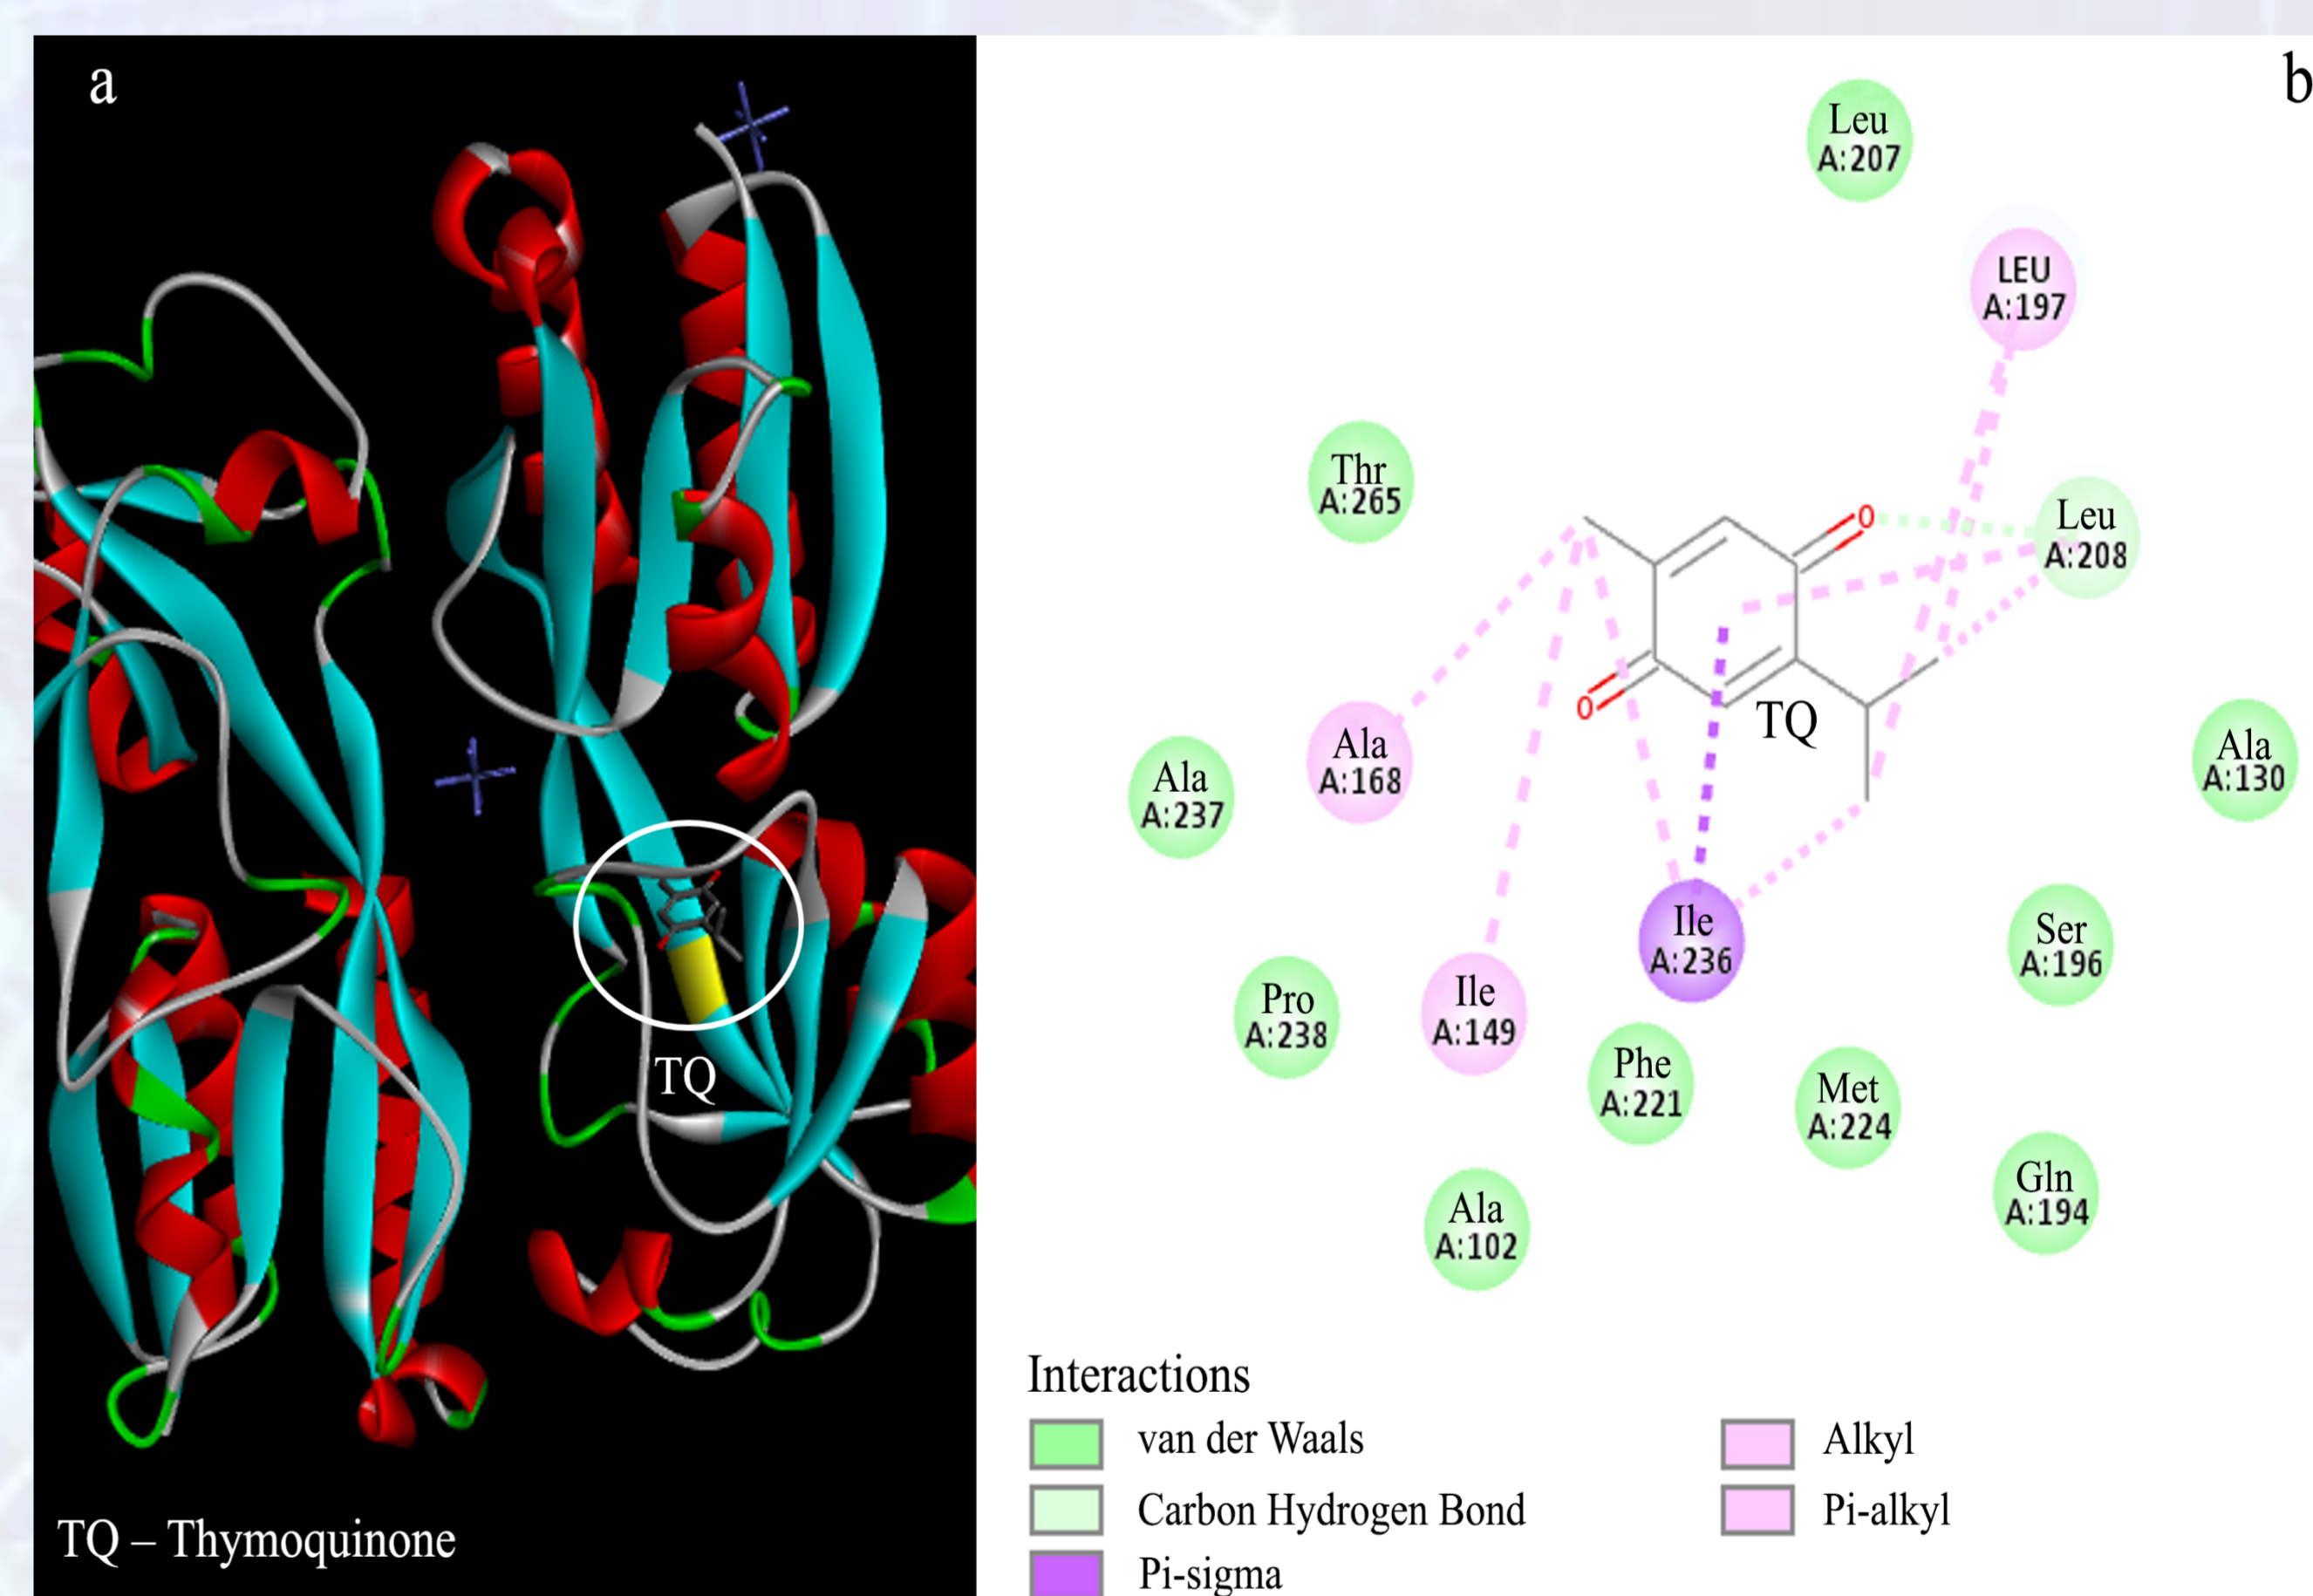 a
TQ
TQ – Thymoquinone
b
Leu
A:207
LEU
A:197
Thr
A:265
O
Leu
A:208
O
TQ
Ala
A:168
Ala
A:237
Ala
A:130
Ile
A:236
Ser
A:196
Pro
A:238
Ile
A:149
Phe
A:221
Met
A:224
Gln
A:194
Ala
A:102
Interactions
van der Waals
Carbon Hydrogen Bond
Pi-sigma
Alkyl
Pi-alkyl